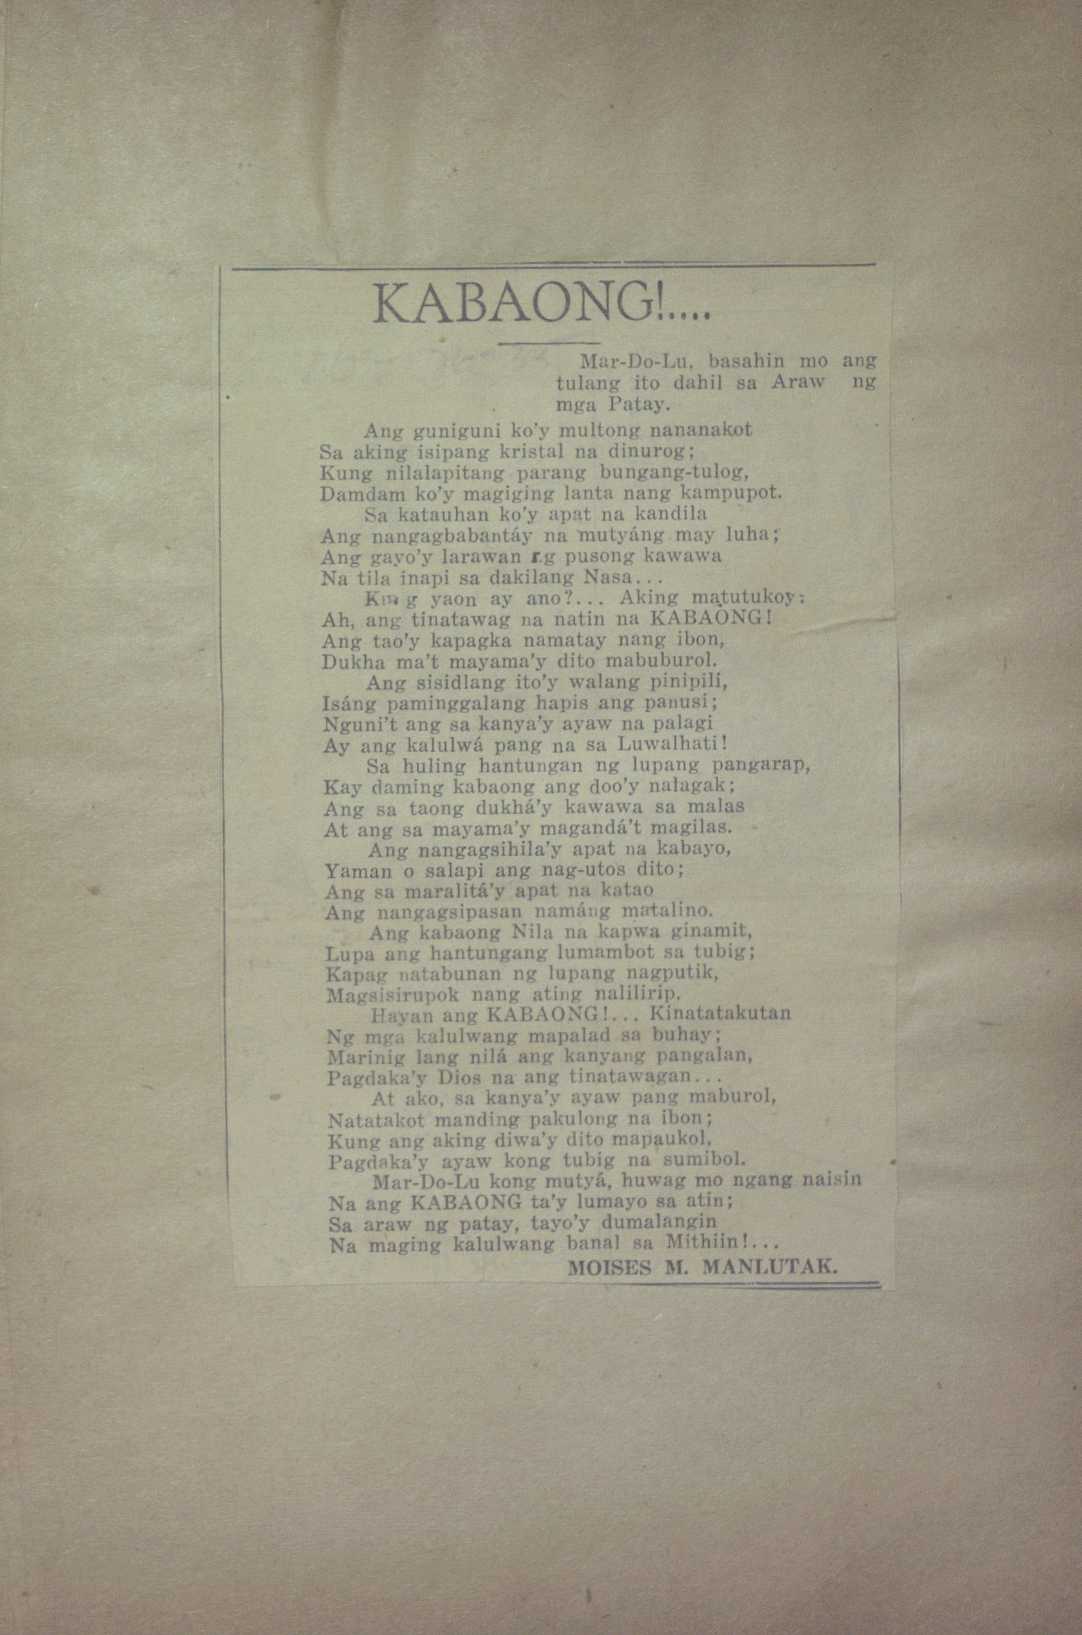 KABAONG!.....
Mar-Do-Lu, basahin mo ang
tulang ito dahil sa Araw ng
mga Patay.
Ang guniguni ko'y multong nananakot
Sa aking isipang kristal na dinurog;
Kung nilalapitang parang bungang-tulog,
Damdam ko'y magiging lanta nang kampupot.
Sa katauhan ko'y apat na kandila
Ang nangagbabantáy na mutyáng may luha;
Ang gayo'y larawan ng pusong kawawa
Na tila inapi sa dakilang Nasa...
Kung yaon ay ano?... Aking matutukoy:
Ah, ang tinatawag na natin na KABAONG!
Ang tao'y kapagka namatay nang ibon,
Dukha ma't mayama'y dito mabuburol.
Ang sisidlang ito'y walang pinipili,
Isáng paminggalang hapis ang panusi;
Nguni't ang sa kanya'y ayaw na palagi
Ay ang kalulwá pang na sa Luwalhati!
Sa huling hantungan ng lupang pangarap,
Kay daming kabaong ang doo'y nalagak;
Ang sa taong dukhá'y kawawa sa malas
At ang sa mayama'y magandá't magilas.
Ang nangagsihila'y apat na kabayo,
Yaman o salapi ang nag-utos dito;
Ang sa maralitá'y apat na katao
Ang nangagsipasan namáng matalino.
Ang kabaong Nila na kapwa ginamit,
Lupa ang hantungang lumambot sa tubig;
Kapag natabunan ng lupang nagputik,
Magsisirupok nang ating nalilirip.
Hayan ang KABAONG!... Kinatatakutan
Ng mga kalulwang mapalad sa buhay;
Marinig lang nilá ang kanyang pangalan,
Pagdaka'y Dios na ang tinatawagan...
At ako, sa kanya'y ayaw pang maburol,
Natatakot manding pakulong na ibon;
Kung ang aking diwa'y dito mapaukol,
Pagdaka'y ayaw kong tubig na sumibol.
Mar-Do-Lu kong mutyá, huwag mo ngang naisin
Na ang KABAONG ta'y lumayo sa atin;
Sa araw ng patay, tayo'y dumalangin
Na maging kalulwang banal sa Mithiin!...
MOISES M. MANLUTAK.